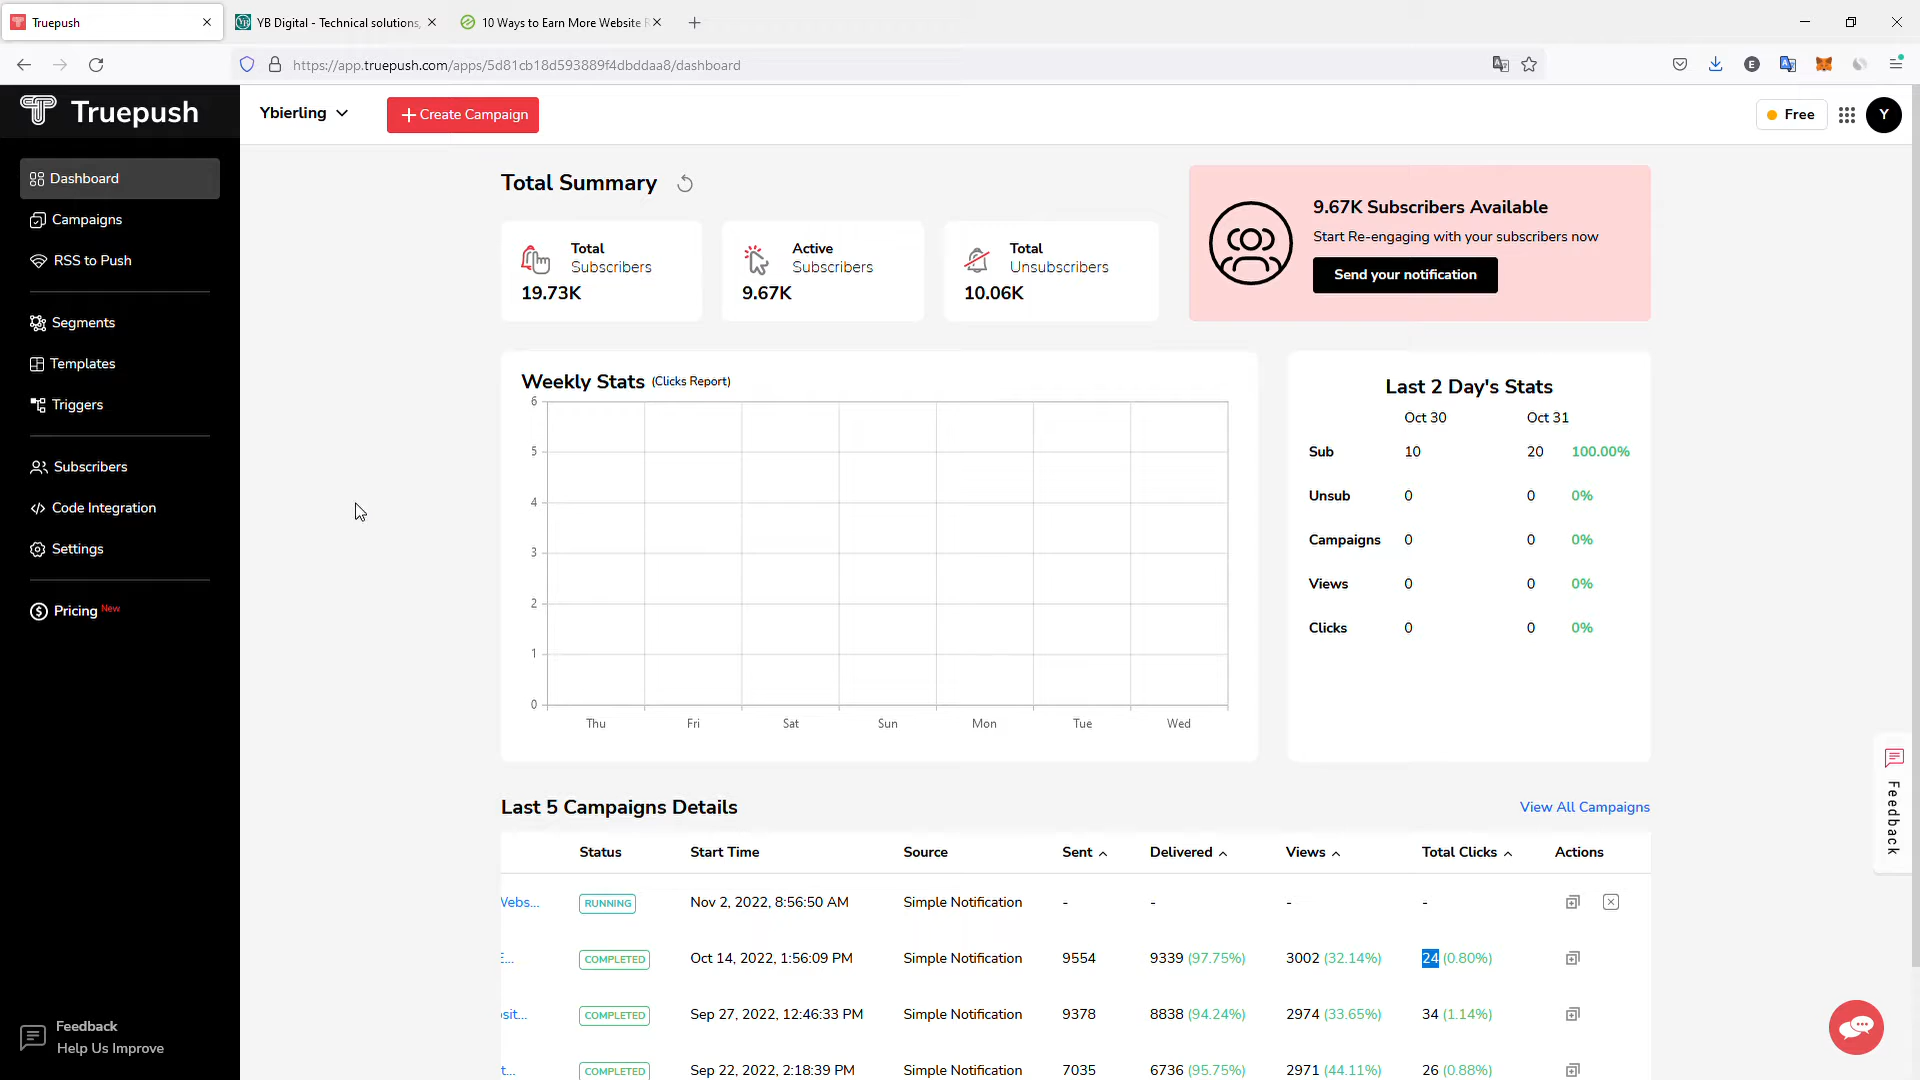 Truepush
YB Digital - Technical solutions,
10 Ways to Earn More Website R
https://app.truepush.com/apps/5d81cb18d593889f4dbddaa8/dashboard
E
Truepush
Ybierling
Create Campaign
Free
Y
Dashboard
Campaigns
RSS to Push
Segments
Templates
Triggers
Subscribers
Code Integration
Settings
Pricing New
Feedback
Help Us Improve
Total Summary
Total
Subscribers
19.73K
Active
Subscribers
9.67K
Total
Unsubscribers
10.06K
9.67K Subscribers Available
Start Re-engaging with your subscribers now
Send your notification
Weekly Stats (Clicks Report)
6
5
4
3
2
1
0
Thu Fri Sat Sun Mon Tue Wed
Last 2 Day's Stats
Oct 30 Oct 31
Sub 10 20 100.00%
Unsub 0 0 0%
Campaigns 0 0 0%
Views 0 0 0%
Clicks 0 0 0%
Feedback
Last 5 Campaigns Details
View All Campaigns
Status Start Time Source Sent Delivered Views Total Clicks Actions
Webs... RUNNING Nov 2, 2022, 8:56:50 AM Simple Notification - - - -
E... COMPLETED Oct 14, 2022, 1:56:09 PM Simple Notification 9554 9339 (97.75%) 3002 (32.14%) 24 (0.80%)
sit... COMPLETED Sep 27, 2022, 12:46:33 PM Simple Notification 9378 8838 (94.24%) 2974 (33.65%) 34 (1.14%)
t... COMPLETED Sep 22, 2022, 2:18:39 PM Simple Notification 7035 6736 (95.75%) 2971 (44.11%) 26 (0.88%)